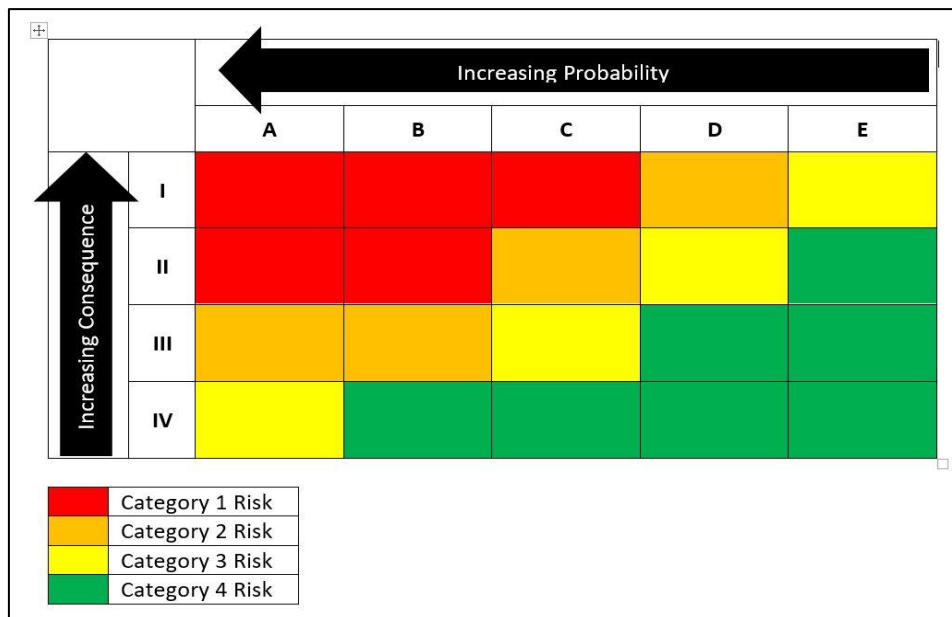 Increasing Probability
A B C D E
Increasing Consequence
I
II
III
IV
Category 1 Risk
Category 2 Risk
Category 3 Risk
Category 4 Risk